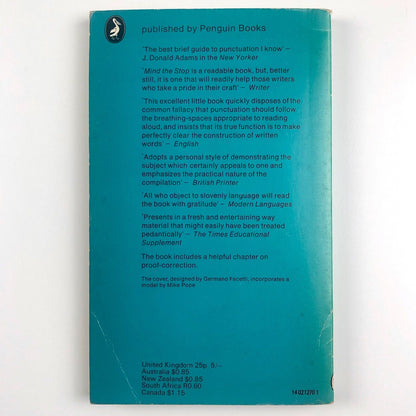 published by Penguin Books
'The best brief guide to punctuation I know' –
J. Donald Adams in the New Yorker
'Mind the Stop is a readable book, but, better
still, it is one that will readily help those writers
who take a pride in their craft' – Writer
'This excellent little book quickly disposes of the
common fallacy that punctuation should follow
the breathing-spaces appropriate to reading
aloud, and insists that its true function is to make
perfectly clear the construction of written
words' – English
'Adopts a personal style of demonstrating the
subject which certainly appeals to one and
emphasizes the practical nature of the
compilation' – British Printer
'All who object to slovenly language will read
the book with gratitude' – Modern Languages
'Presents in a fresh and entertaining way
material that might easily have been treated
pedantically' – The Times Educational
Supplement
The book includes a helpful chapter on
proof-correction.
The cover, designed by Germano Facetti, incorporates a
model by Mike Pope
United Kingdom 25p 5/–
Australia $0.85
New Zealand $0.85
South Africa R0.60
Canada $1.15
14 021270 1